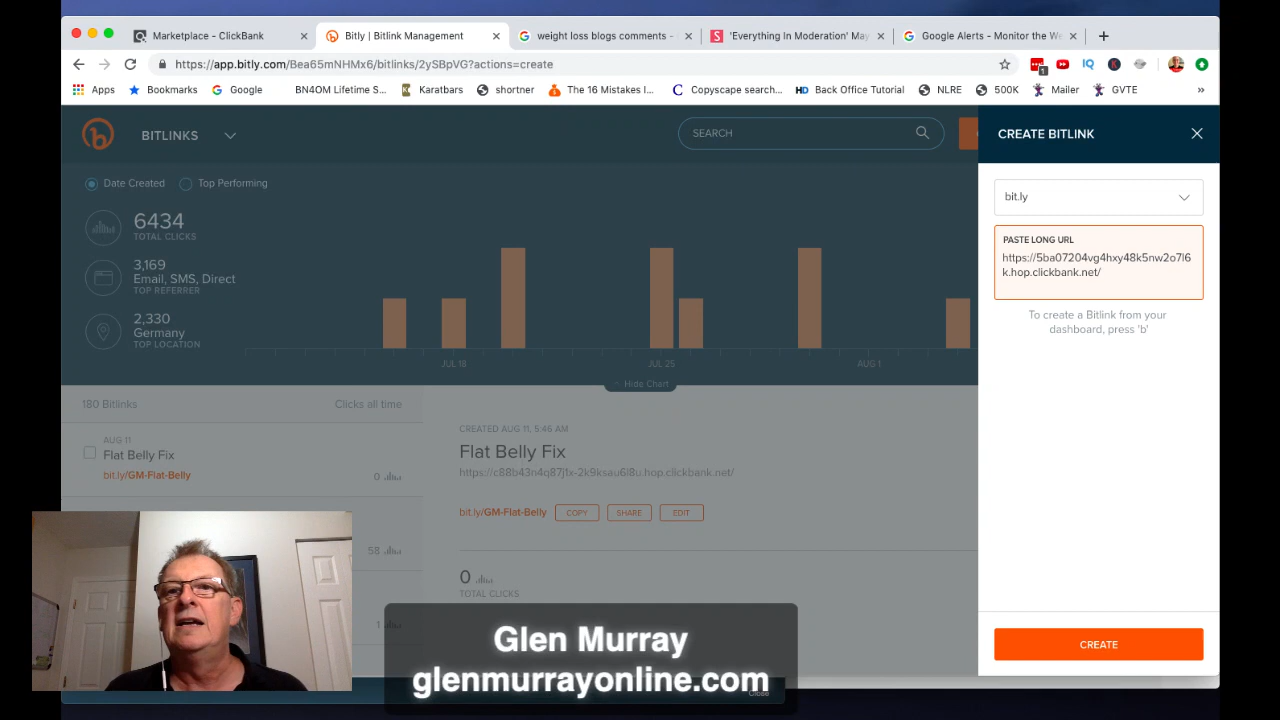 Marketplace - ClickBank
Bitly | Bitlink Management
weight loss blogs comments -
'Everything In Moderation' May
Google Alerts - Monitor the We
https://app.bitly.com/Bea65mNHMx6/bitlinks/2ySBpVG?actions=create
Apps
Bookmarks
Google
BN4OM Lifetime S...
Karatbars
shortner
The 16 Mistakes I...
Copyscape search...
Back Office Tutorial
NLRE
500K
Mailer
GVTE
»
BITLINKS
SEARCH
CREATE BITLINK
Date Created
Top Performing
bit.ly
6434
TOTAL CLICKS
3,169
Email, SMS, Direct
TOP REFERRER
2,330
Germany
TOP LOCATION
PASTE LONG URL
https://5ba07204vg4hxy48k5nw2o7l6
k.hop.clickbank.net/
To create a Bitlink from your
dashboard, press 'b'
JUL 18
JUL 25
AUG 1
Hide Chart
180 Bitlinks
Clicks all time
AUG 11
Flat Belly Fix
bit.ly/GM-Flat-Belly
0
58
1
CREATED AUG 11, 5:46 AM
Flat Belly Fix
https://c88b43n4q87j1x-2k9ksau6l8u.hop.clickbank.net/
bit.ly/GM-Flat-Belly
COPY
SHARE
EDIT
0
TOTAL CLICKS
CREATE
Glen Murray
glenmurrayonline.com
Close